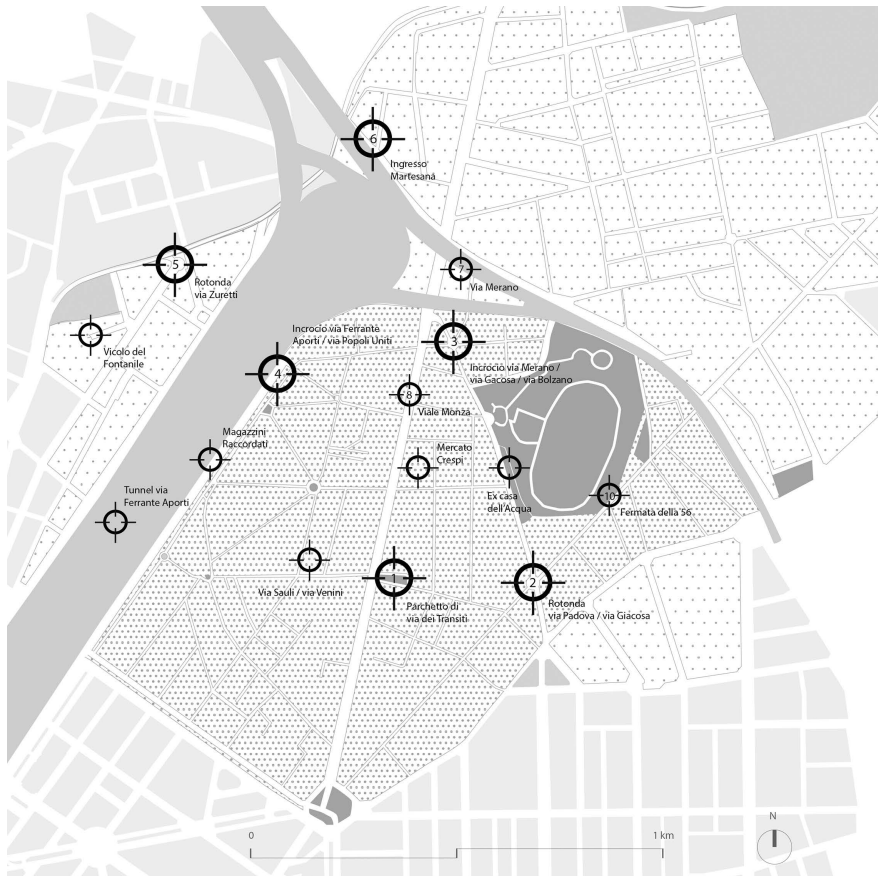 6
Ingresso
Martesana
5
Rotonda
via Zuretti
7
Via Merano
Vicolo del
Fontanile
Incrocio via Ferrante
Aporti / via Popoli Uniti
3
4
Incrocio via Merano /
via Gacosa / via Bolzano
8
Viale Monza
Magazzini
Raccordati
Mercato
Crespi
Tunnel via
Ferrante Aporti
Ex casa
dell'Acqua
10
Fermata della 56
Via Sauli / via Venini
1
Parchetto di
via dei Transiti
2
Rotonda
via Padova / via Giacosa
0
1 km
N